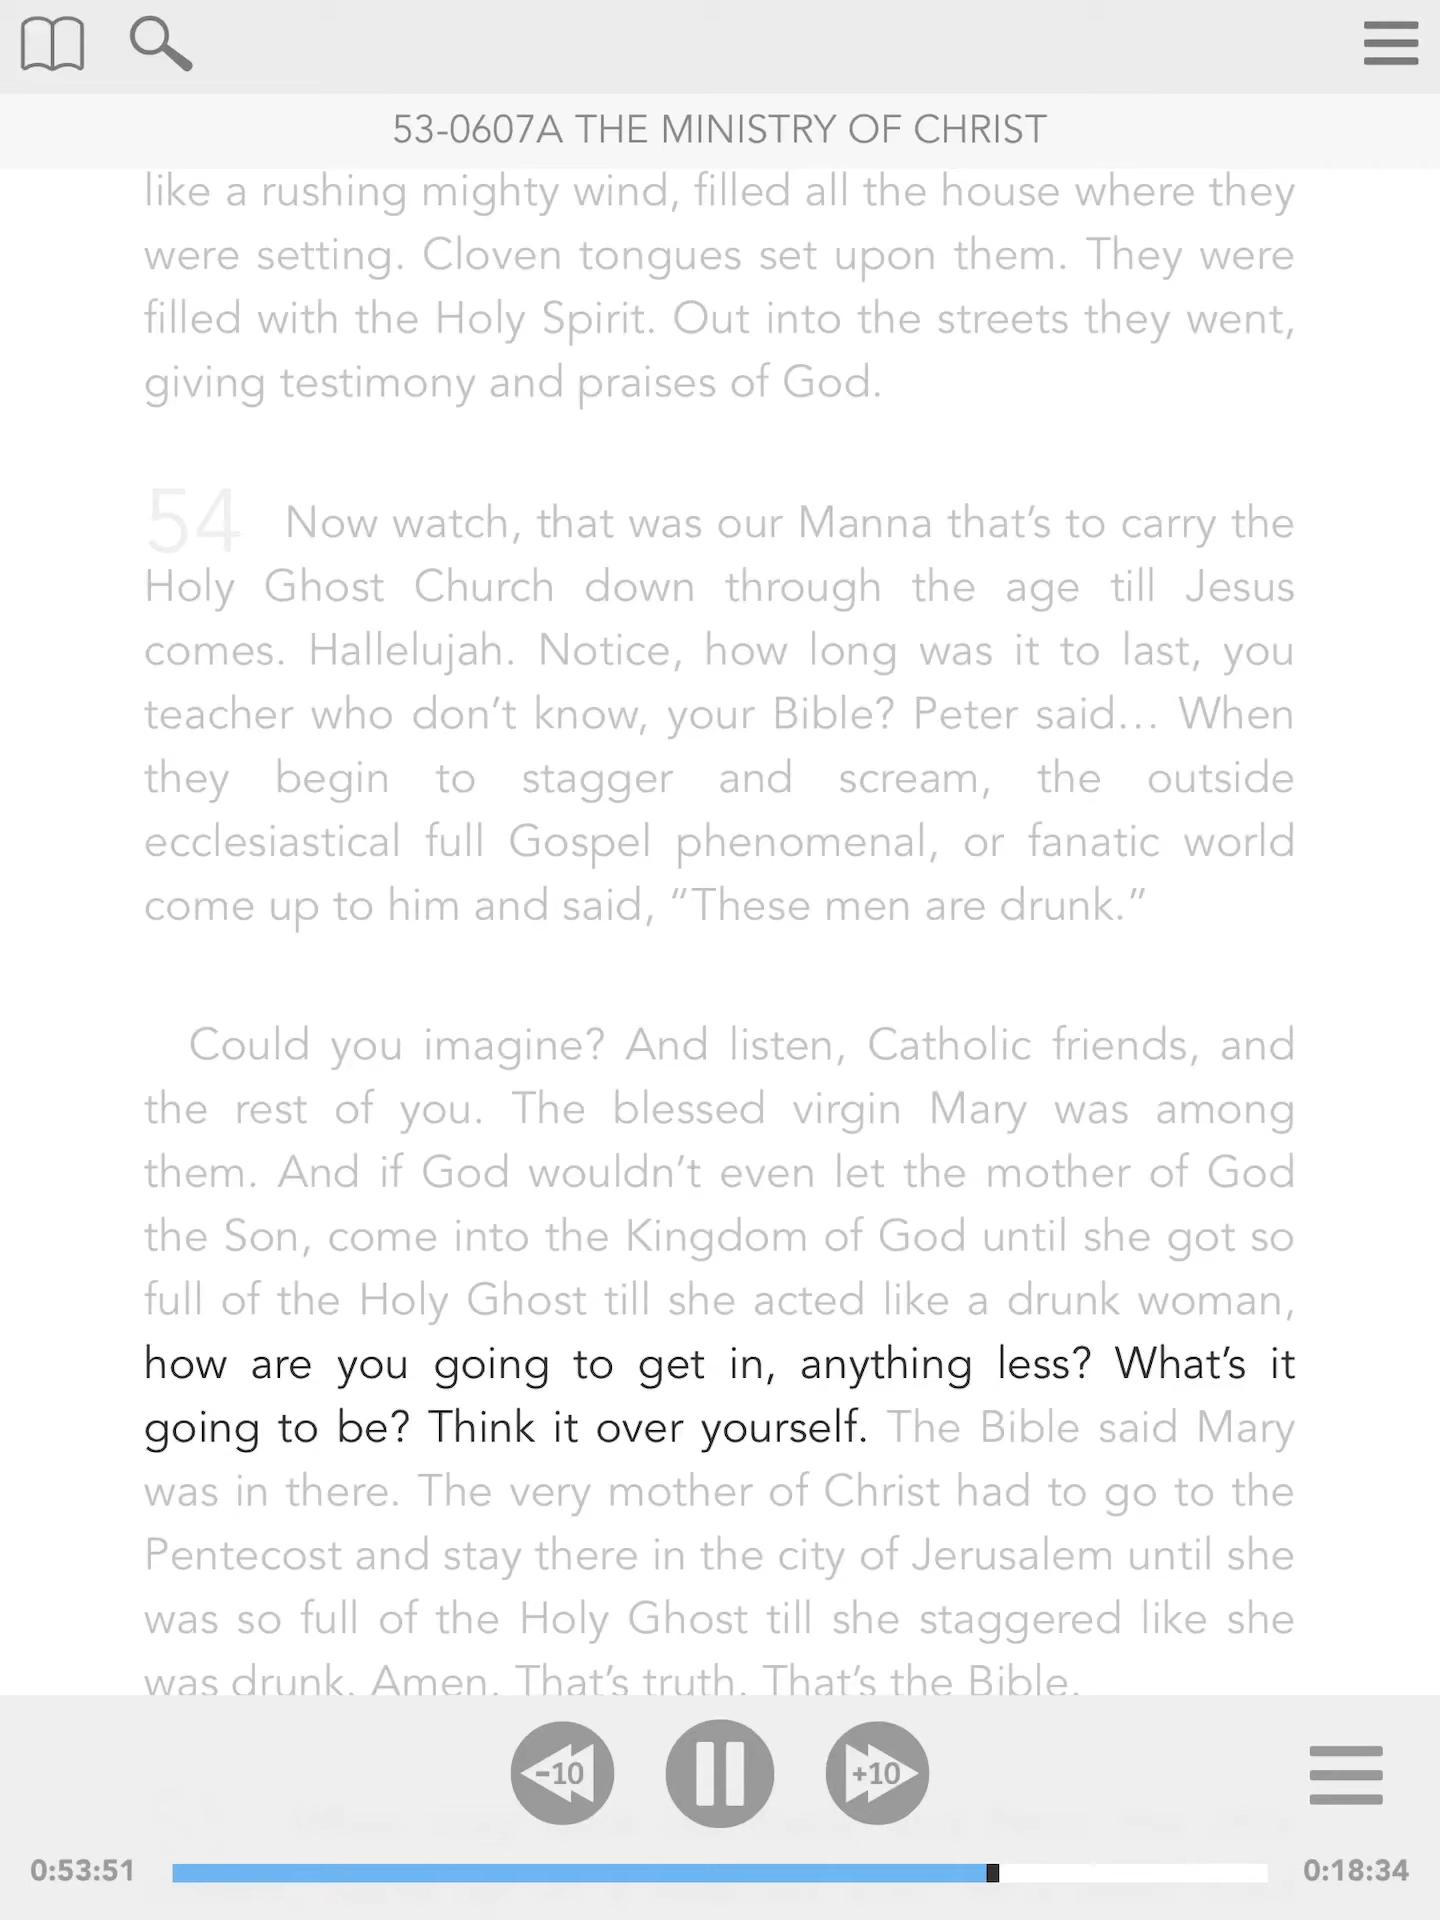 53-0607A THE MINISTRY OF CHRIST
like a rushing mighty wind, filled all the house where they
were setting. Cloven tongues set upon them. They were
filled with the Holy Spirit. Out into the streets they went,
giving testimony and praises of God.
54 Now watch, that was our Manna that’s to carry the
Holy Ghost Church down through the age till Jesus
comes. Hallelujah. Notice, how long was it to last, you
teacher who don’t know, your Bible? Peter said… When
they begin to stagger and scream, the outside
ecclesiastical full Gospel phenomenal, or fanatic world
come up to him and said, “These men are drunk.”
Could you imagine? And listen, Catholic friends, and
the rest of you. The blessed virgin Mary was among
them. And if God wouldn’t even let the mother of God
the Son, come into the Kingdom of God until she got so
full of the Holy Ghost till she acted like a drunk woman,
how are you going to get in, anything less? What’s it
going to be? Think it over yourself. The Bible said Mary
was in there. The very mother of Christ had to go to the
Pentecost and stay there in the city of Jerusalem until she
was so full of the Holy Ghost till she staggered like she
was drunk. Amen. That’s truth. That’s the Bible.
-10 +10
0:53:51 0:18:34